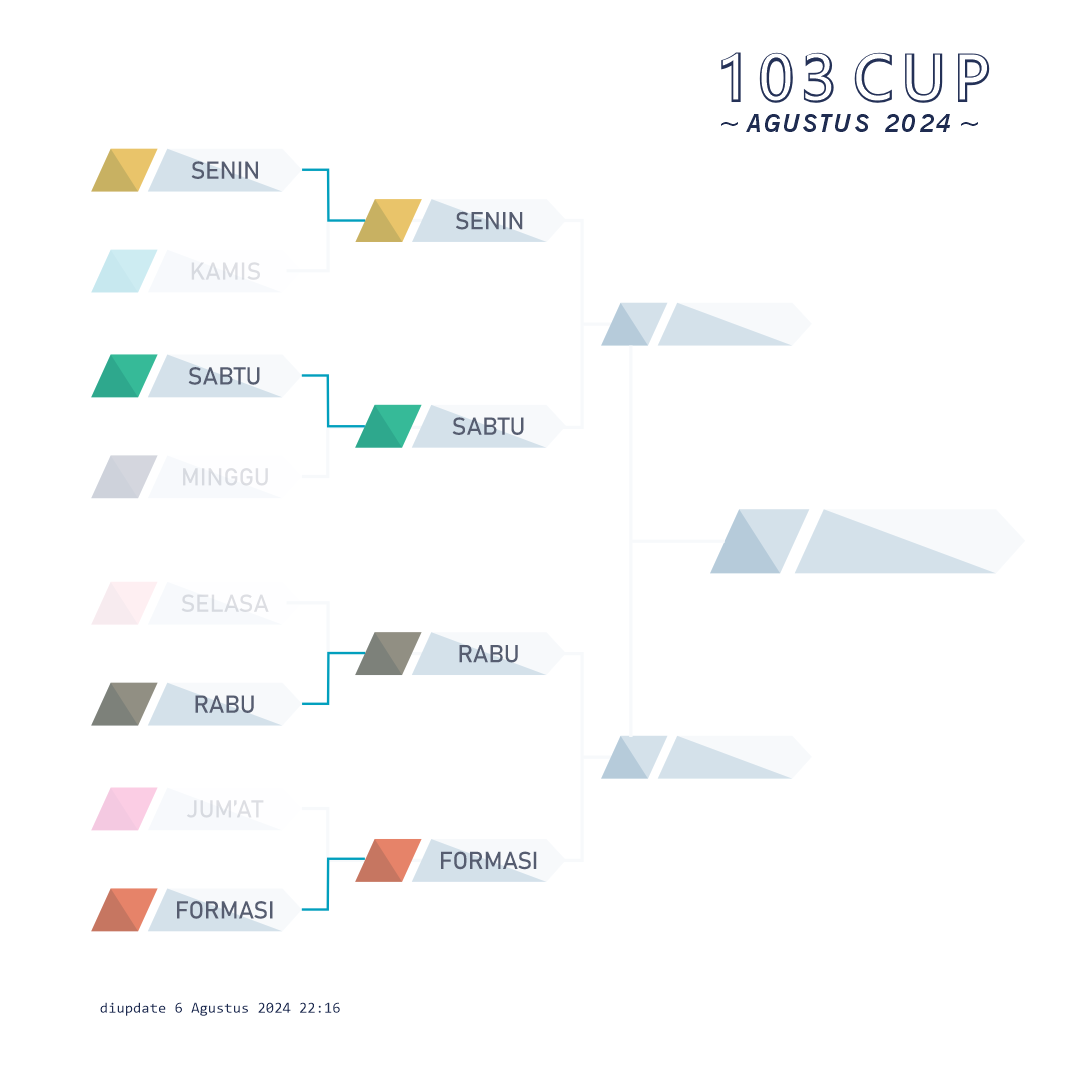 103 CUP
~ AGUSTUS 2024 ~
SENIN
KAMIS
SABTU
MINGGU
SELASA
RABU
JUM'AT
FORMASI
SENIN
SABTU
RABU
FORMASI
diupdate 6 Agustus 2024 22:16